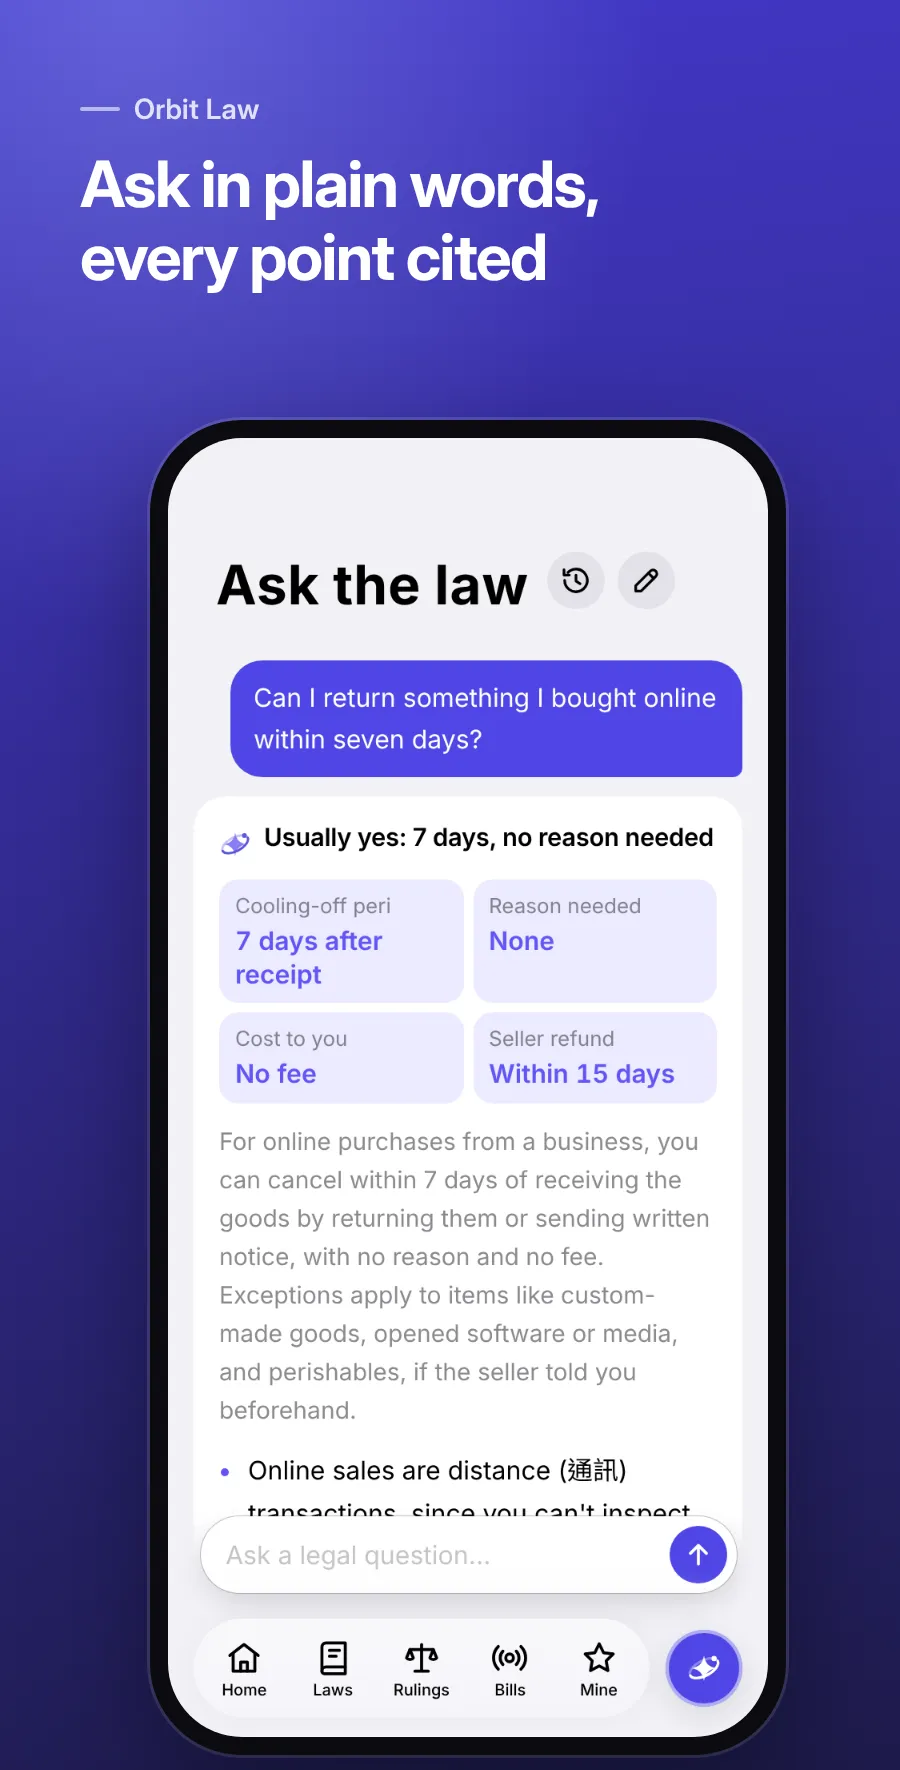 Orbit Law
Ask in plain words,
every point cited
Ask the law
Can I return something I bought online
within seven days?
Usually yes: 7 days, no reason needed
Cooling-off peri
7 days after
receipt
Reason needed
None
Cost to you
No fee
Seller refund
Within 15 days
For online purchases from a business, you
can cancel within 7 days of receiving the
goods by returning them or sending written
notice, with no reason and no fee.
Exceptions apply to items like custom-
made goods, opened software or media,
and perishables, if the seller told you
beforehand.
• Online sales are distance (通訊)
transactions, since you can't inspect
Ask a legal question...
Home
Laws
Rulings
Bills
Mine